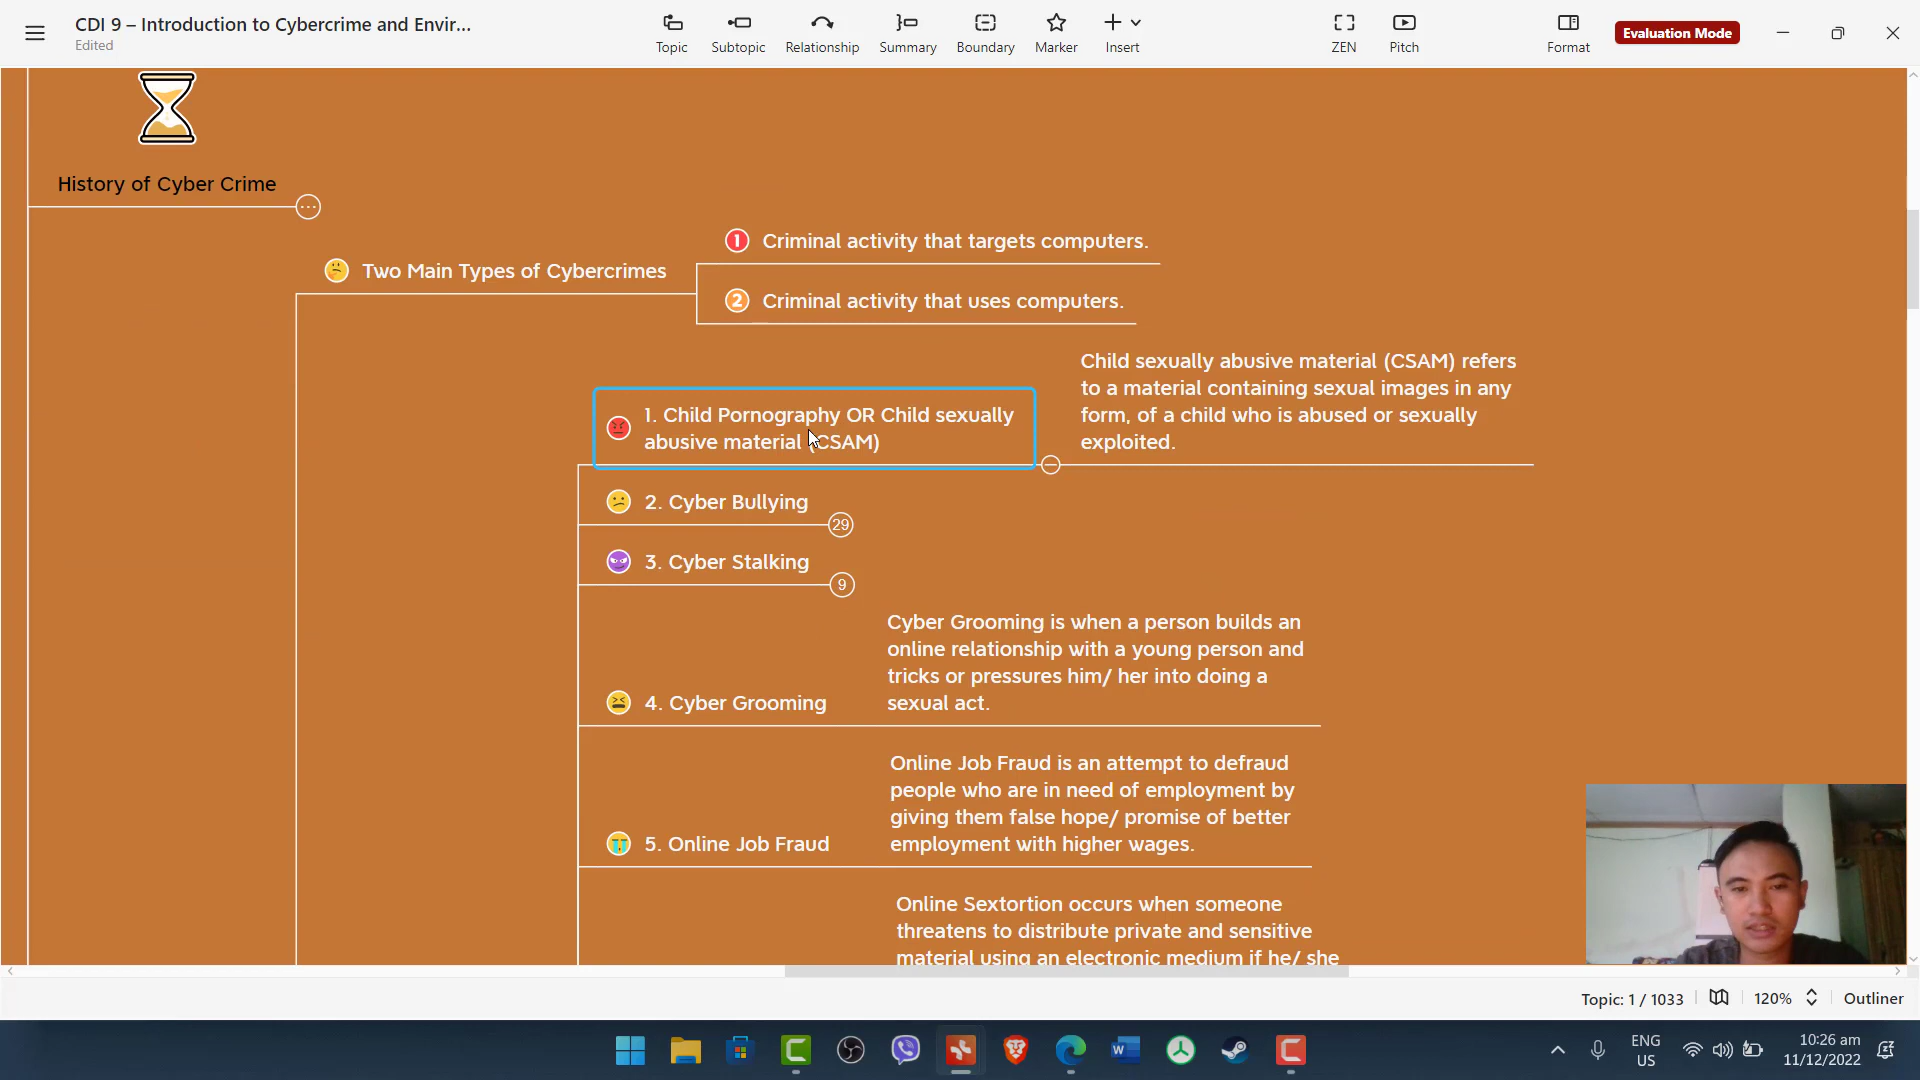 CDI 9 – Introduction to Cybercrime and Envir...
Edited
Topic
Subtopic
Relationship
Summary
Boundary
Marker
Insert
ZEN
Pitch
Format
Evaluation Mode
History of Cyber Crime
Two Main Types of Cybercrimes
1 Criminal activity that targets computers.
2 Criminal activity that uses computers.
1. Child Pornography OR Child sexually
abusive material (CSAM)
Child sexually abusive material (CSAM) refers
to a material containing sexual images in any
form, of a child who is abused or sexually
exploited.
2. Cyber Bullying
29
3. Cyber Stalking
9
4. Cyber Grooming
Cyber Grooming is when a person builds an
online relationship with a young person and
tricks or pressures him/ her into doing a
sexual act.
5. Online Job Fraud
Online Job Fraud is an attempt to defraud
people who are in need of employment by
giving them false hope/ promise of better
employment with higher wages.
Online Sextortion occurs when someone
threatens to distribute private and sensitive
material using an electronic medium if he/ she
Topic: 1 / 1033
120%
Outliner
ENG
US
10:26 am
11/12/2022